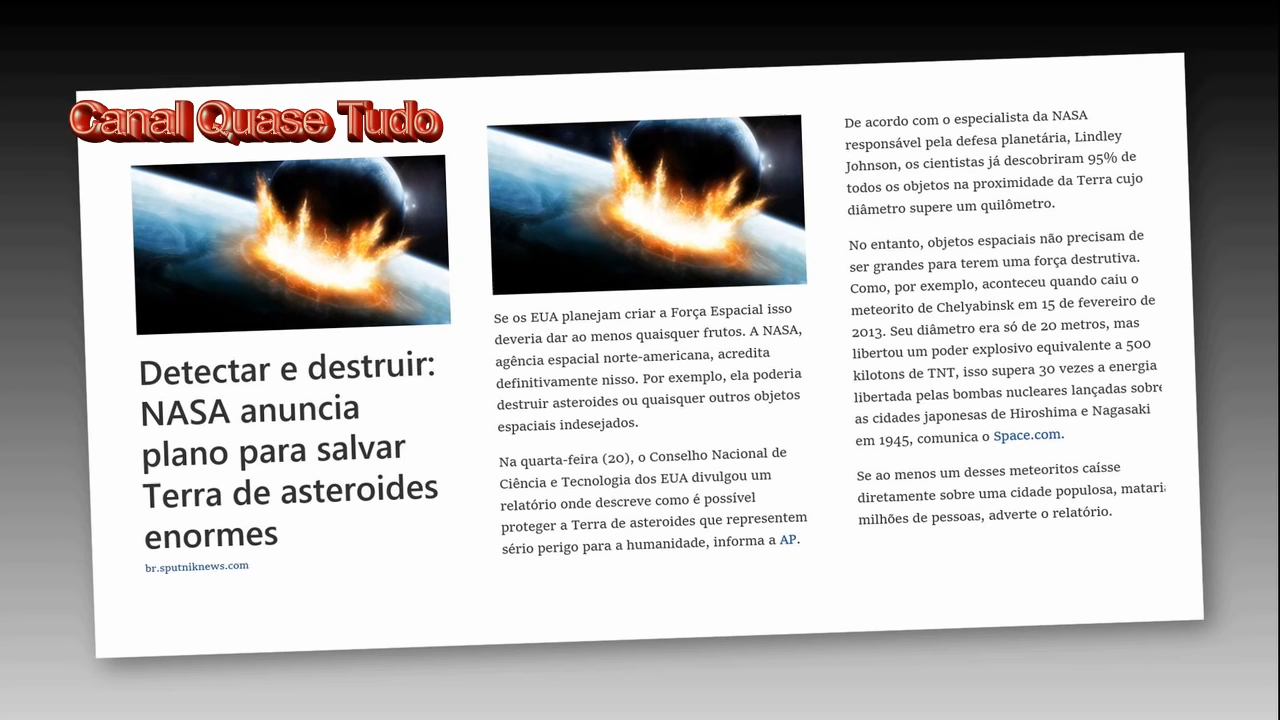 Canal Quase Tudo
Detectar e destruir:
NASA anuncia
plano para salvar
Terra de asteroides
enormes
br.sputniknews.com
Se os EUA planejam criar a Força Espacial isso
deveria dar ao menos quaisquer frutos. A NASA,
agência espacial norte-americana, acredita
definitivamente nisso. Por exemplo, ela poderia
destruir asteroides ou quaisquer outros objetos
espaciais indesejados.
Na quarta-feira (20), o Conselho Nacional de
Ciência e Tecnologia dos EUA divulgou um
relatório onde descreve como é possível
proteger a Terra de asteroides que representem
sério perigo para a humanidade, informa a AP.
De acordo com o especialista da NASA
responsável pela defesa planetária, Lindley
Johnson, os cientistas já descobriram 95% de
todos os objetos na proximidade da Terra cujo
diâmetro supere um quilômetro.
No entanto, objetos espaciais não precisam de
ser grandes para terem uma força destrutiva.
Como, por exemplo, aconteceu quando caiu o
meteorito de Chelyabinsk em 15 de fevereiro de
2013. Seu diâmetro era só de 20 metros, mas
libertou um poder explosivo equivalente a 500
kilotons de TNT, isso supera 30 vezes a energia
libertada pelas bombas nucleares lançadas sobre
as cidades japonesas de Hiroshima e Nagasaki
em 1945, comunica o Space.com.
Se ao menos um desses meteoritos caísse
diretamente sobre uma cidade populosa, mataria
milhões de pessoas, adverte o relatório.